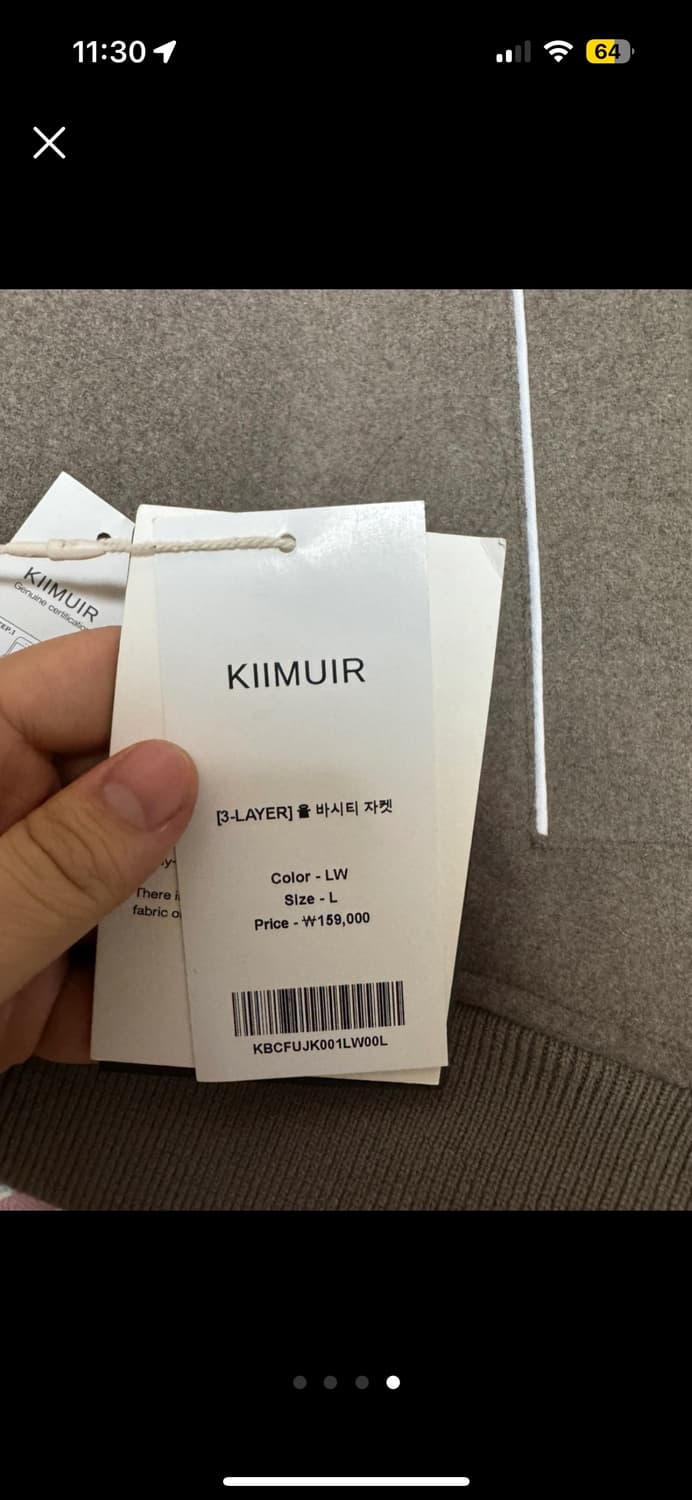 11:30
64
KIIMUIR
Genuine certificatio
KIIMUIR
[3-LAYER] 울 바시티 자켓
Color - LW
Size - L
Price - ₩159,000
There i
fabric o
KBCFUJK001LW00L